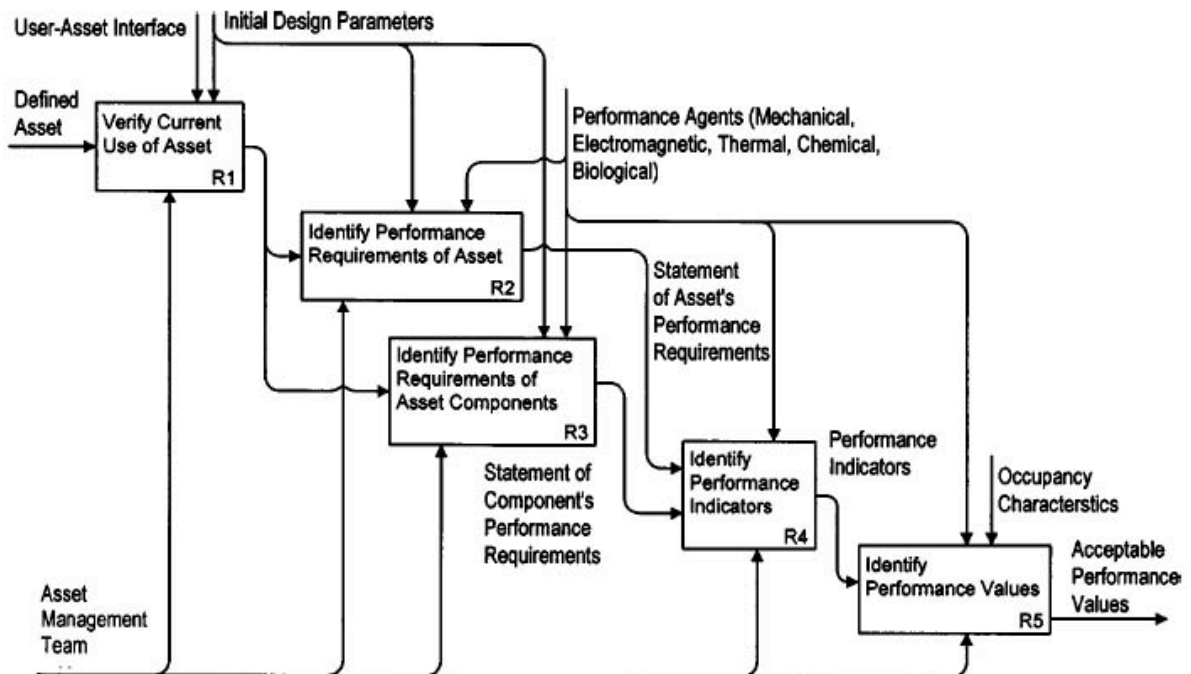 User-Asset Interface
Initial Design Parameters
Defined
Asset
Verify Current
Use of Asset
R1
Performance Agents (Mechanical,
Electromagnetic, Thermal, Chemical,
Biological)
Identify Performance
Requirements of Asset
R2
Statement
of Asset's
Performance
Requirements
Identify Performance
Requirements of
Asset Components
R3
Statement of
Component's
Performance
Requirements
Identify
Performance
Indicators
R4
Performance
Indicators
Occupancy
Characterstics
Identify
Performance Values
R5
Acceptable
Performance
Values
Asset
Management
Team